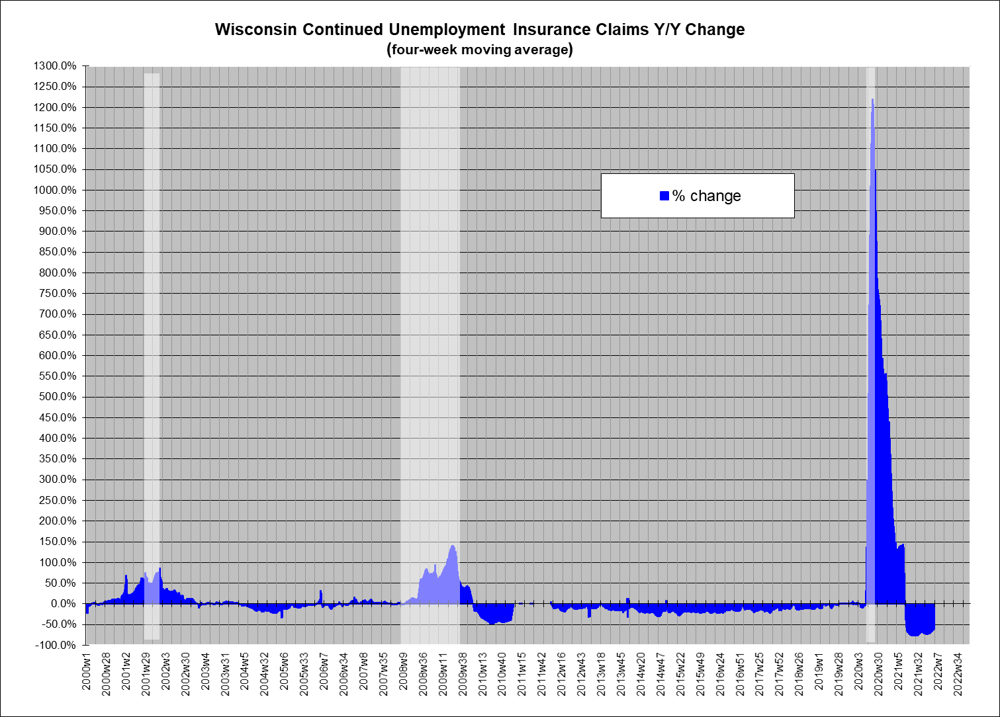 Wisconsin Continued Unemployment Insurance Claims Y/Y Change
(four-week moving average)
1300.0%
1250.0%
1200.0%
1150.0%
1100.0%
1050.0%
1000.0%
950.0%
900.0%
850.0%
800.0%
750.0%
700.0%
650.0%
600.0%
550.0%
500.0%
450.0%
400.0%
350.0%
300.0%
250.0%
200.0%
150.0%
100.0%
50.0%
0.0%
-50.0%
-100.0%
% change
2000w1
2000w28
2001w2
2001w29
2002w3
2002w30
2003w4
2003w31
2004w5
2004w32
2005w6
2005w33
2006w7
2006w34
2007w8
2007w35
2008w9
2008w36
2009w11
2009w38
2010w13
2010w40
2011w15
2011w42
2012w16
2012w43
2013w18
2013w45
2014w20
2014w47
2015w22
2015w49
2016w24
2016w51
2017w25
2017w52
2018w26
2019w1
2019w28
2020w3
2020w30
2021w5
2021w32
2022w7
2022w34